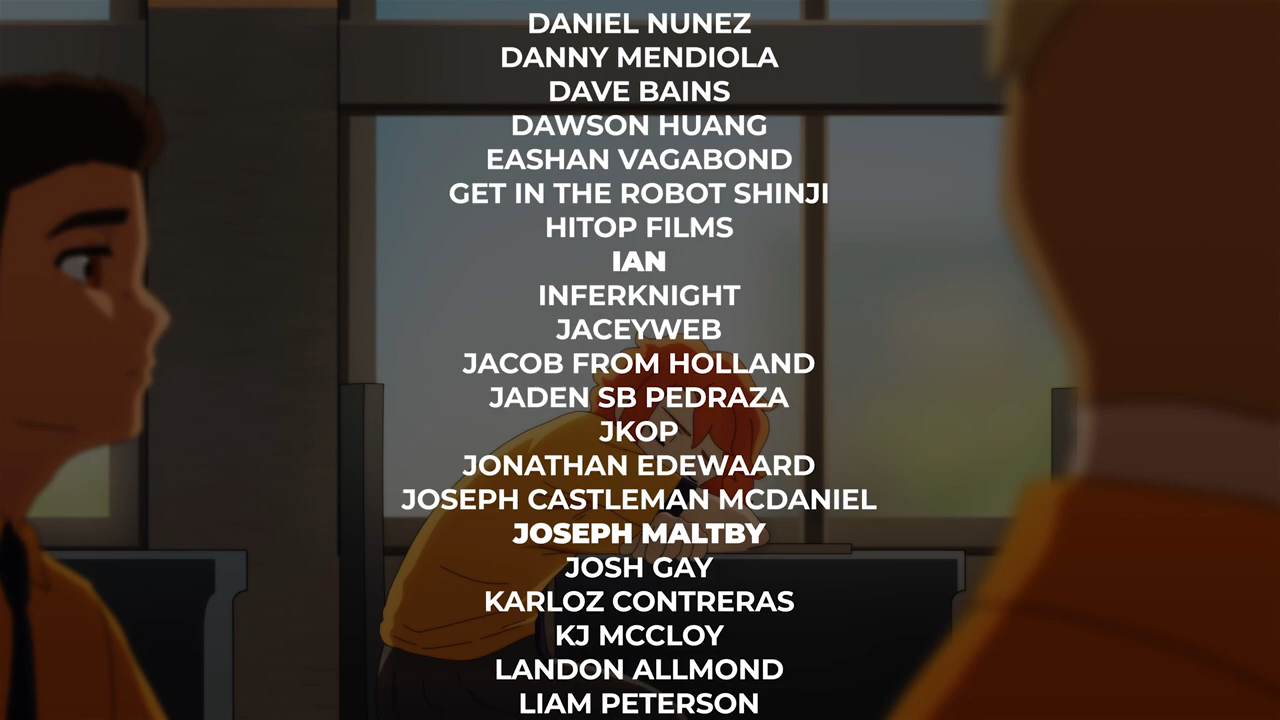 DANIEL NUNEZ
DANNY MENDIOLA
DAVE BAINS
DAWSON HUANG
EASHAN VAGABOND
GET IN THE ROBOT SHINJI
HITOP FILMS
IAN
INFERKNIGHT
JACEYWEB
JACOB FROM HOLLAND
JADEN SB PEDRAZA
JKOP
JONATHAN EDEWAARD
JOSEPH CASTLEMAN MCDANIEL
JOSEPH MALTBY
JOSH GAY
KARLOZ CONTRERAS
KJ MCCLOY
LANDON ALLMOND
LIAM PETERSON